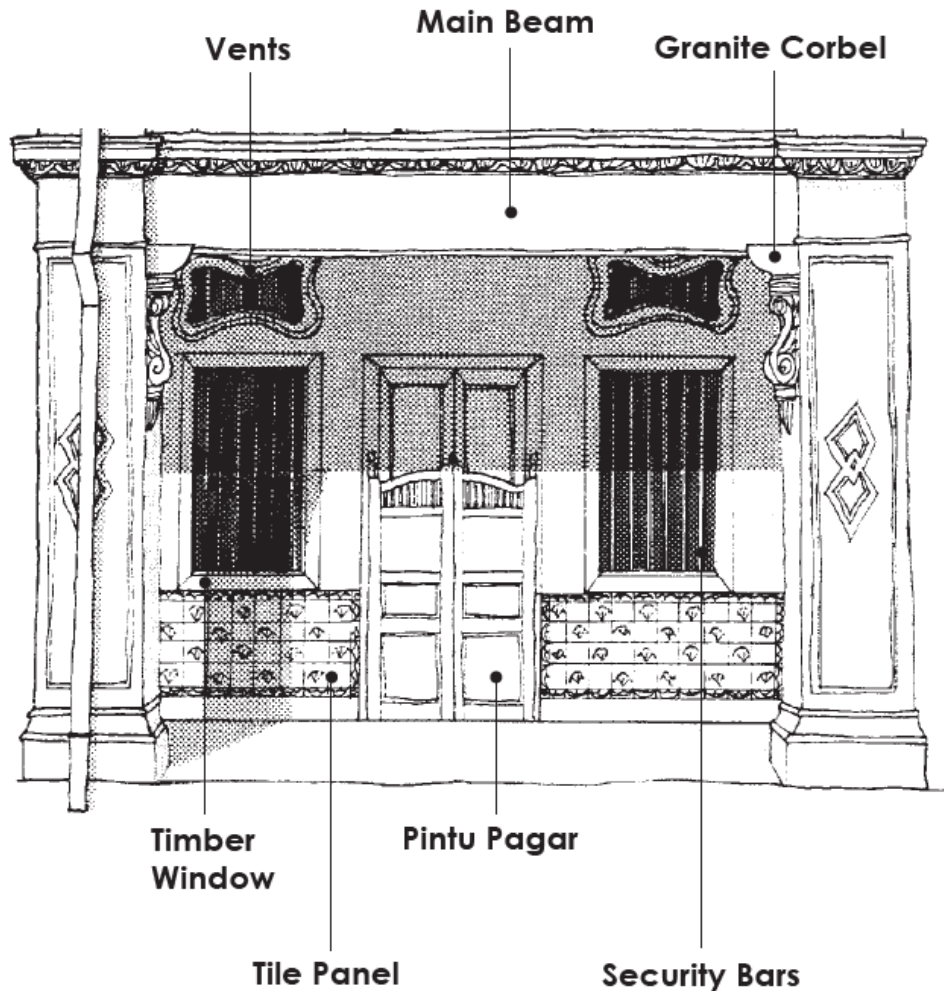 Main Beam
Vents
Granite Corbel
Timber
Window
Pintu Pagar
Tile Panel
Security Bars